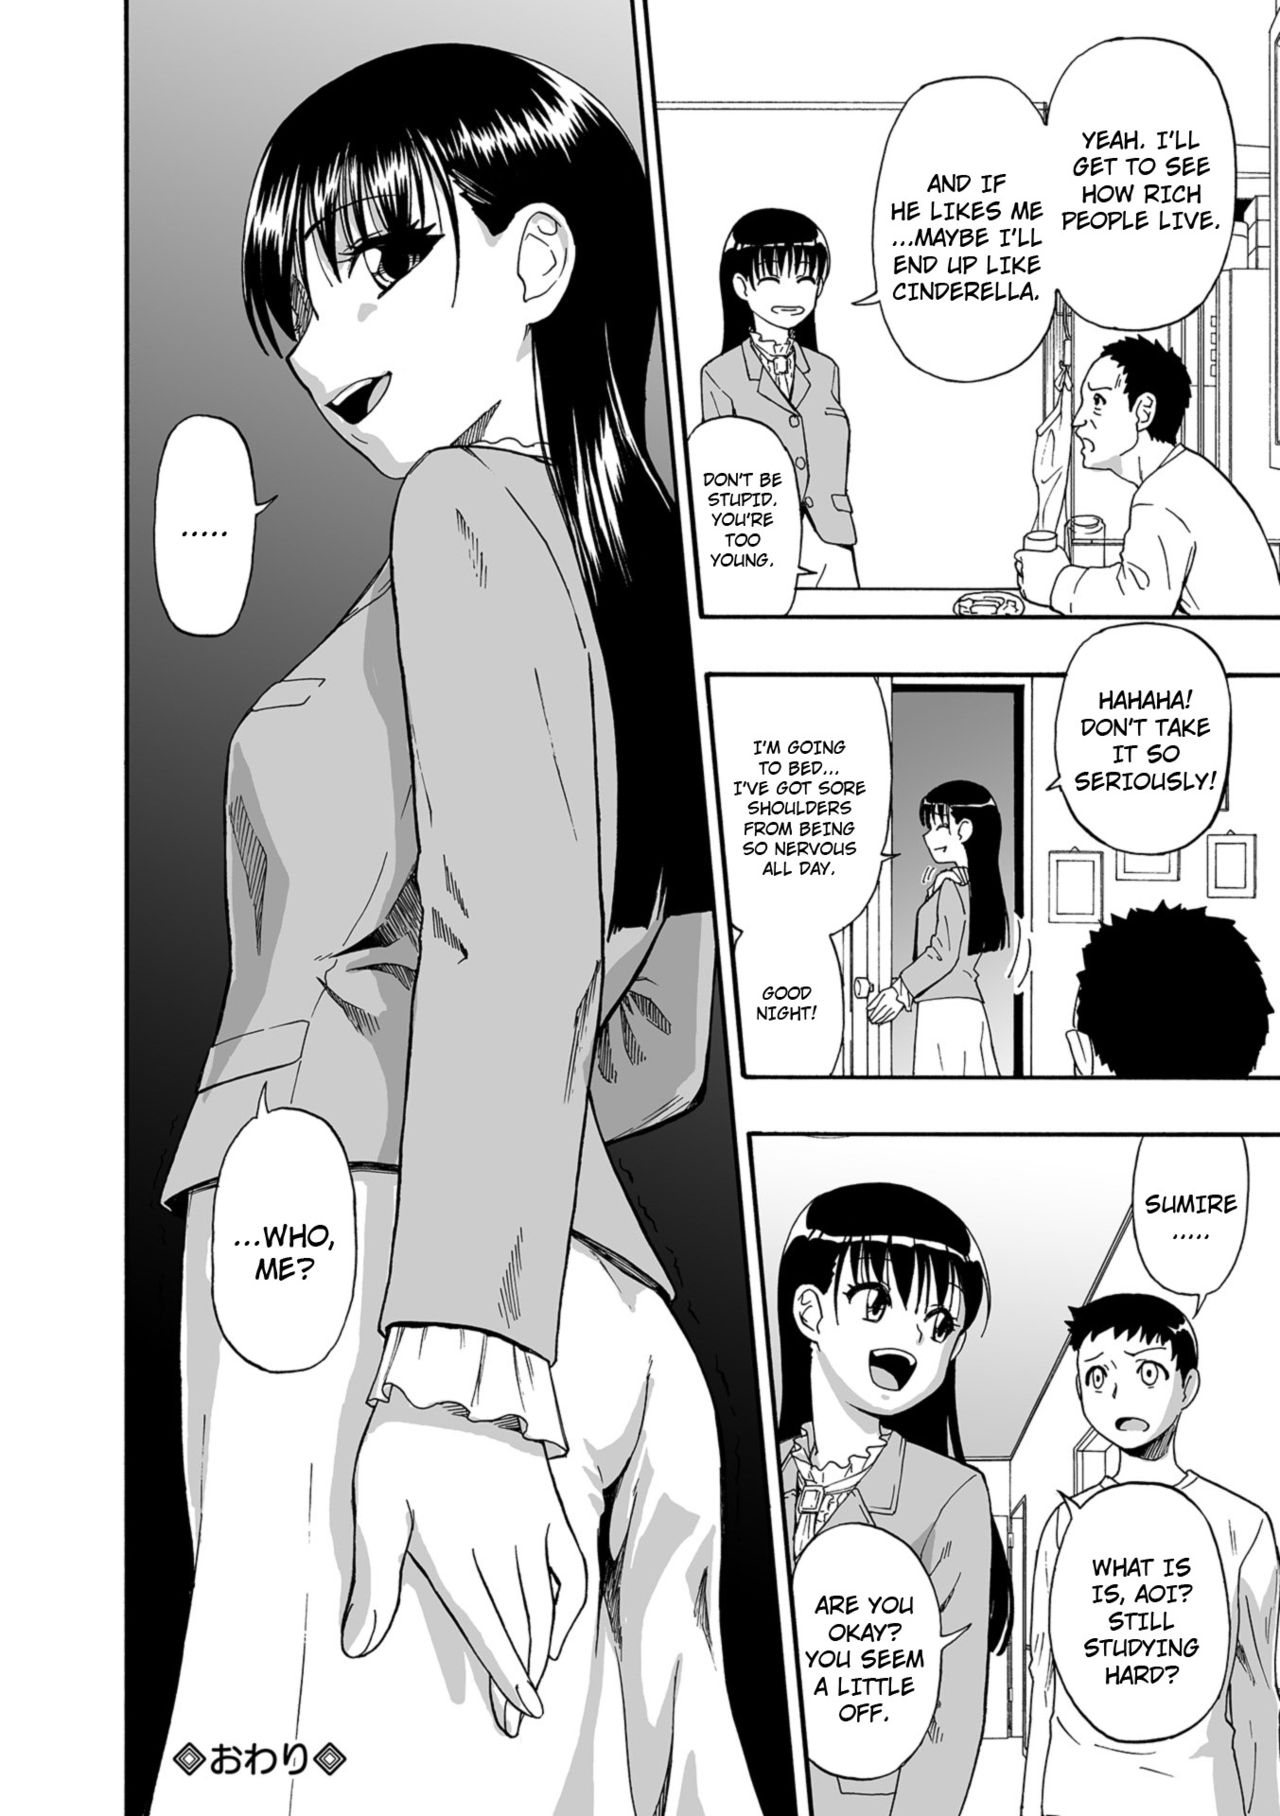 YEAH. I'LL
GET TO SEE
HOW RICH
PEOPLE LIVE.
AND IF
HE LIKES ME
...MAYBE I'LL
END UP LIKE
CINDERELLA.
DON'T BE
STUPID.
YOU'RE
TOO
YOUNG.
HAHAHA!
DON'T TAKE
IT SO
SERIOUSLY!
I'M GOING
TO BED...
I'VE GOT SORE
SHOULDERS
FROM BEING
SO NERVOUS
ALL DAY.
GOOD
NIGHT!
SUMIRE
.....
WHAT IS
IS, AOI?
STILL
STUDYING
HARD?
ARE YOU
OKAY?
YOU SEEM
A LITTLE
OFF.
.....
...WHO,
ME?
おわり